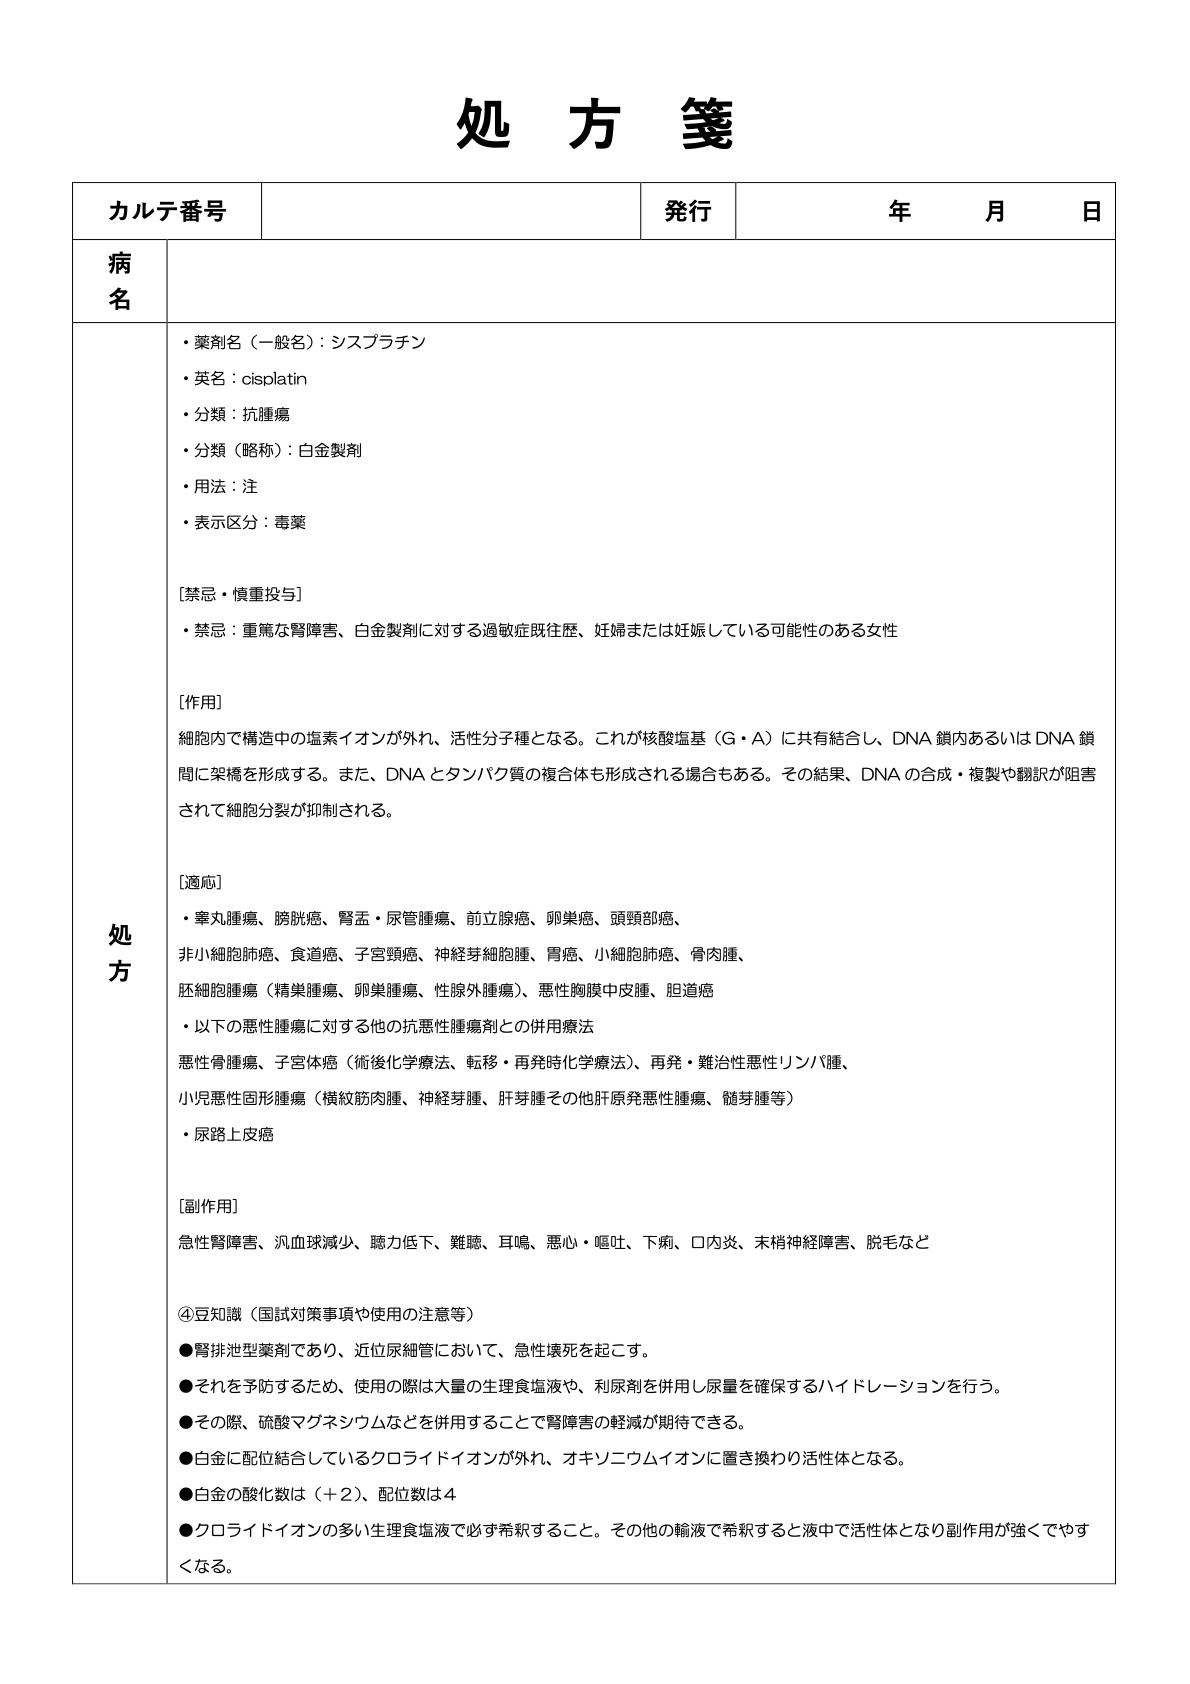 処 方 箋
カルテ番号 発行 年 月 日
病
名
・薬剤名（一般名）：シスプラチン
・英名：cisplatin
・分類：抗腫瘍
・分類（略称）：白金製剤
・用法：注
・表示区分：毒薬
[禁忌・慎重投与]
・禁忌：重篤な腎障害、白金製剤に対する過敏症既往歴、妊婦または妊娠している可能性のある女性
[作用]
細胞内で構造中の塩素イオンが外れ、活性分子種となる。これが核酸塩基（G・A）に共有結合し、DNA 鎖内あるいは DNA 鎖
間に架橋を形成する。また、DNA とタンパク質の複合体も形成される場合もある。その結果、DNA の合成・複製や翻訳が阻害
されて細胞分裂が抑制される。
[適応]
・睾丸腫瘍、膀胱癌、腎盂・尿管腫瘍、前立腺癌、卵巣癌、頭頸部癌、
非小細胞肺癌、食道癌、子宮頸癌、神経芽細胞腫、胃癌、小細胞肺癌、骨肉腫、
胚細胞腫瘍（精巣腫瘍、卵巣腫瘍、性腺外腫瘍）、悪性胸膜中皮腫、胆道癌
・以下の悪性腫瘍に対する他の抗悪性腫瘍剤との併用療法
悪性骨腫瘍、子宮体癌（術後化学療法、転移・再発時化学療法）、再発・難治性悪性リンパ腫、
小児悪性固形腫瘍（横紋筋肉腫、神経芽腫、肝芽腫その他肝原発悪性腫瘍、髄芽腫等）
・尿路上皮癌
[副作用]
急性腎障害、汎血球減少、聴力低下、難聴、耳鳴、悪心・嘔吐、下痢、口内炎、末梢神経障害、脱毛など
④豆知識（国試対策事項や使用の注意等）
●腎排泄型薬剤であり、近位尿細管において、急性壊死を起こす。
●それを予防するため、使用の際は大量の生理食塩液や、利尿剤を併用し尿量を確保するハイドレーションを行う。
●その際、硫酸マグネシウムなどを併用することで腎障害の軽減が期待できる。
●白金に配位結合しているクロライドイオンが外れ、オキソニウムイオンに置き換わり活性体となる。
●白金の酸化数は（＋２）、配位数は４
●クロライドイオンの多い生理食塩液で必ず希釈すること。その他の輸液で希釈すると液中で活性体となり副作用が強くでやす
くなる。
処
方